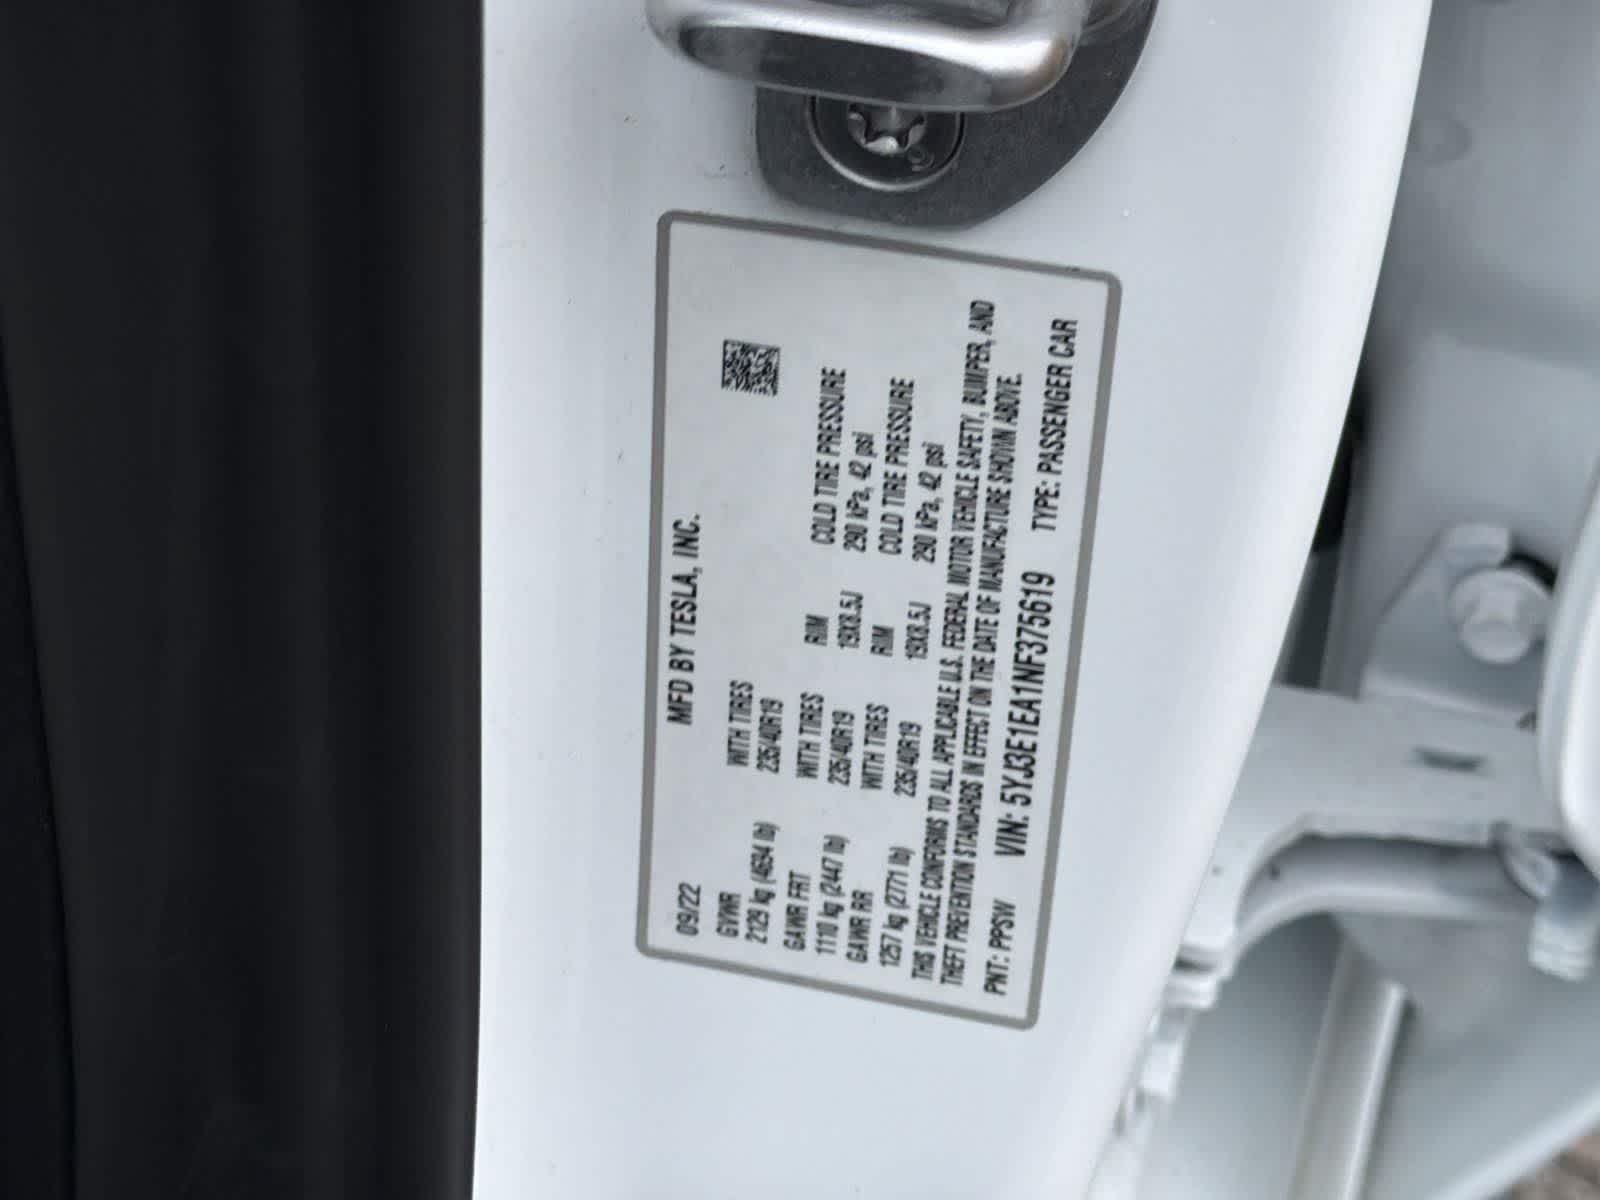 MFD BY TESLA, INC.
09/22
GVWR WITH TIRES
2129 kg (4694 lb) 235/40R19
GAWR FRT WITH TIRES RIM COLD TIRE PRESSURE
1110 kg (2447 lb) 235/40R19 19X8.5J 290 kPa, 42 psi
GAWR RR WITH TIRES RIM COLD TIRE PRESSURE
1257 kg (2771 lb) 235/40R19 19X8.5J 290 kPa, 42 psi
THIS VEHICLE CONFORMS TO ALL APPLICABLE U.S. FEDERAL MOTOR VEHICLE SAFETY, BUMPER, AND
THEFT PREVENTION STANDARDS IN EFFECT ON THE DATE OF MANUFACTURE SHOWN ABOVE.
PNT: PPSW VIN: 5YJ3E1EA1NF375619 TYPE: PASSENGER CAR